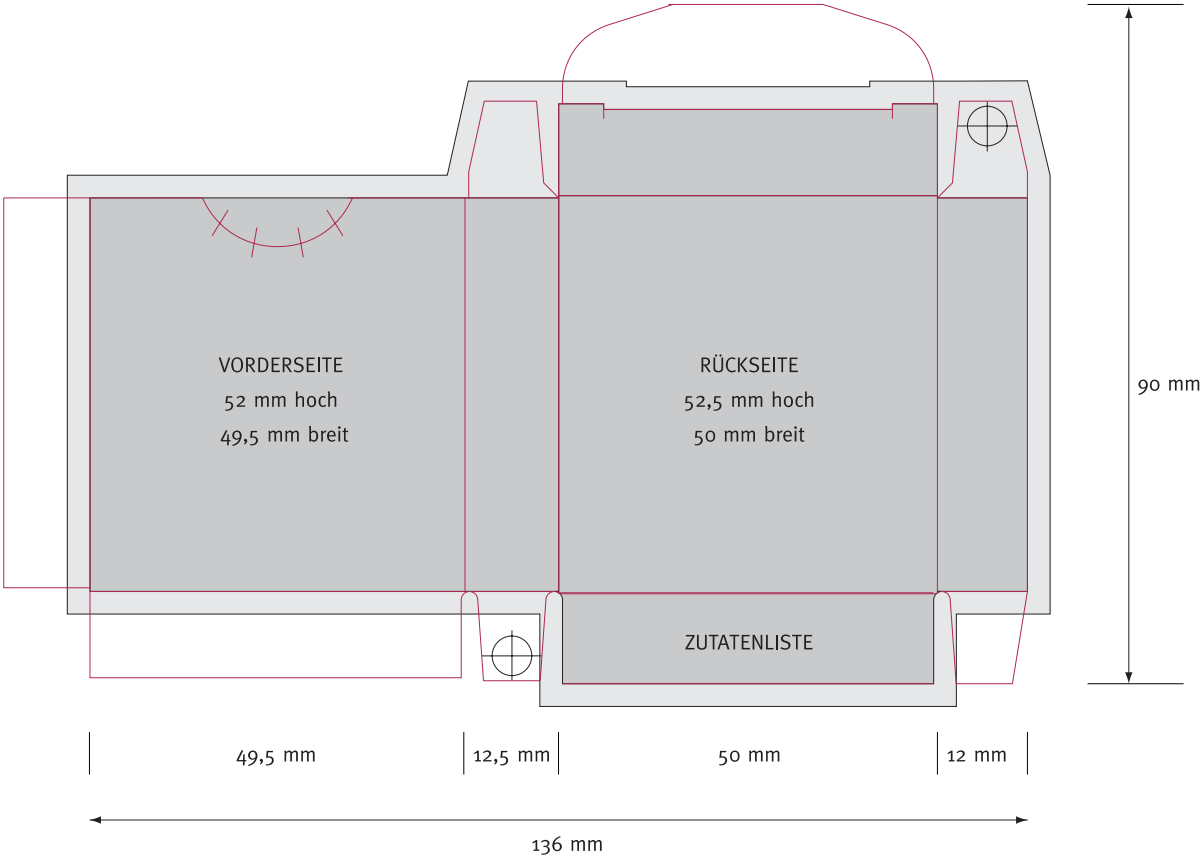 VORDERSEITE
52 mm hoch
49,5 mm breit
RÜCKSEITE
52,5 mm hoch
50 mm breit
90 mm
ZUTATENLISTE
49,5 mm
12,5 mm
50 mm
12 mm
136 mm